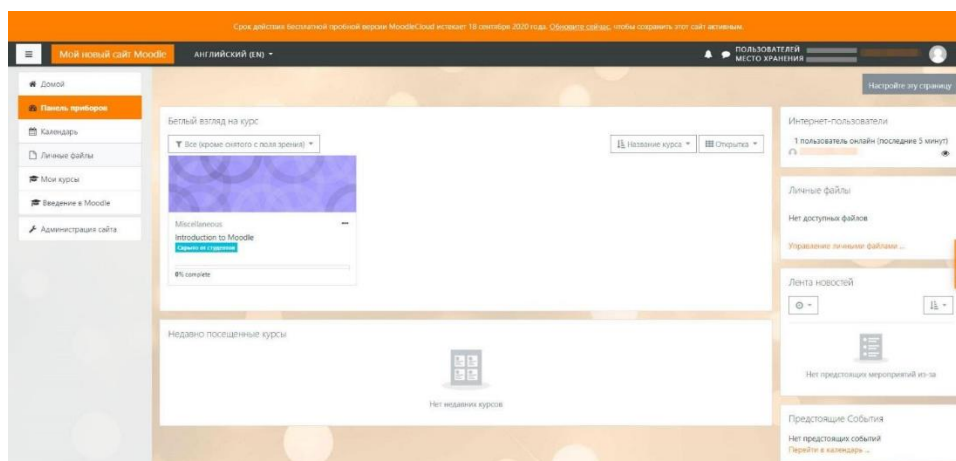 Срок действия бесплатной пробной версии MoodleCloud истекает 18 сентября 2020 года. Обновите сейчас, чтобы сохранить этот сайт активным.
Мой новый сайт Moodle
АНГЛИЙСКИЙ (EN)
ПОЛЬЗОВАТЕЛЕЙ
МЕСТО ХРАНЕНИЯ
Настройте эту страницу
Домой
Панель приборов
Календарь
Личные файлы
Мои курсы
Введение в Moodle
Администрация сайта
Беглый взгляд на курс
Все (кроме снятого с поля зрения)
Название курса
Открытка
Miscellaneous
Introduction to Moodle
Скрыто от студентов
0% complete
Недавно посещенные курсы
Нет недавних курсов
Интернет-пользователи
1 пользователь онлайн (последние 5 минут)
Личные файлы
Нет доступных файлов
Управление личными файлами ...
Лента новостей
Нет предстоящих мероприятий из-за
Предстоящие События
Нет предстоящих событий
Перейти в календарь ...